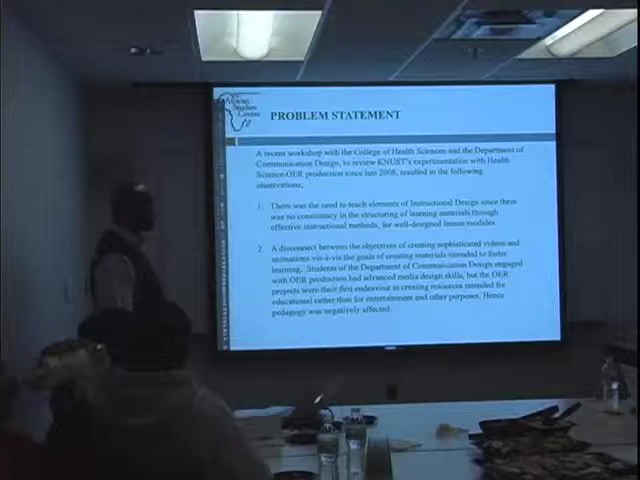 African
Studies
Center
PROBLEM STATEMENT
A recent workshop with the College of Health Sciences and the Department of
Communication Design, to review KNUST's experimentation with Health
Science OER production since late 2008, resulted in the following
observations;
1. There was the need to teach elements of Instructional Design since there
was no consistency in the structuring of learning materials through
effective instructional methods, for well-designed lesson modules.
2. A disconnect between the objectives of creating sophisticated videos and
animations vis-à-vis the goals of creating materials intended to foster
learning. Students of the Department of Communication Design engaged
with OER production had advanced media design skills, but the OER
projects were their first endeavour in creating resources intended for
educational rather than for entertainment and other purposes. Hence
pedagogy was negatively affected.